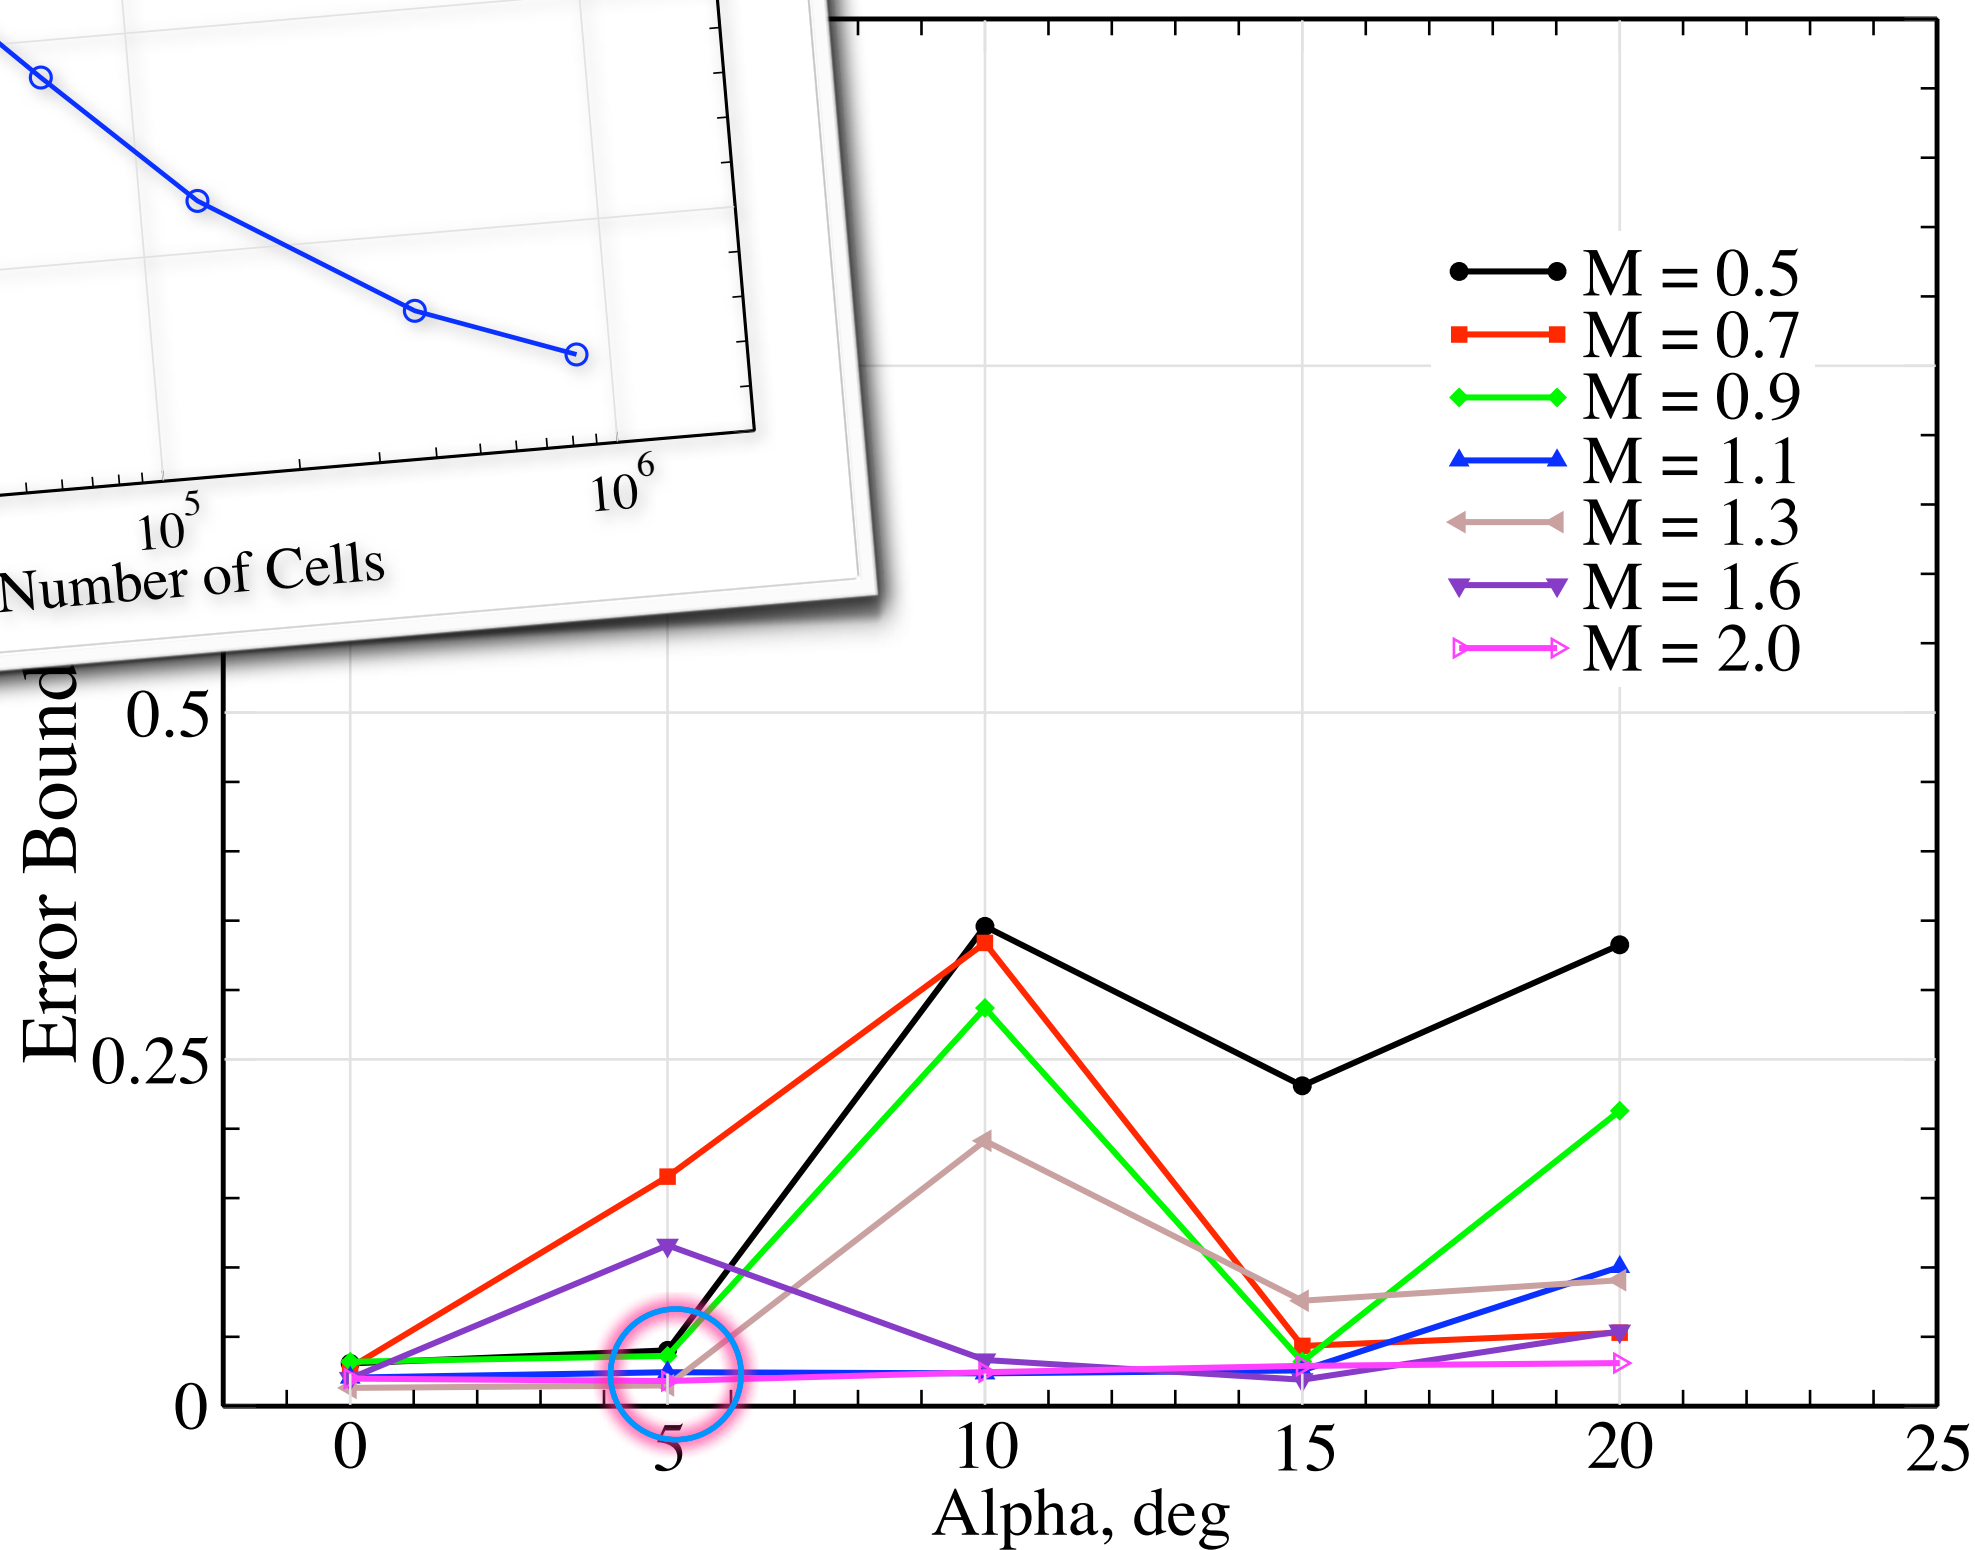 10^5
10^6
Number of Cells
M = 0.5
M = 0.7
M = 0.9
M = 1.1
M = 1.3
M = 1.6
M = 2.0
Error Bound
0.5
0.25
0
0 5 10 15 20 25
Alpha, deg